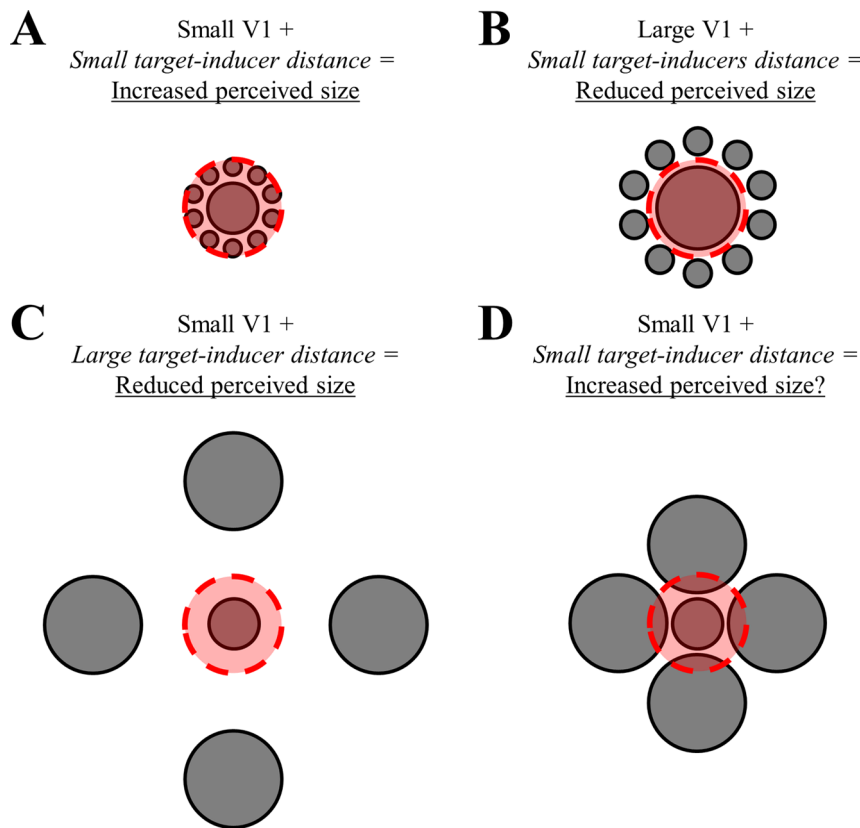 A
Small V1 +
Small target-inducer distance =
Increased perceived size
B
Large V1 +
Small target-inducers distance =
Reduced perceived size
C
Small V1 +
Large target-inducer distance =
Reduced perceived size
D
Small V1 +
Small target-inducer distance =
Increased perceived size?